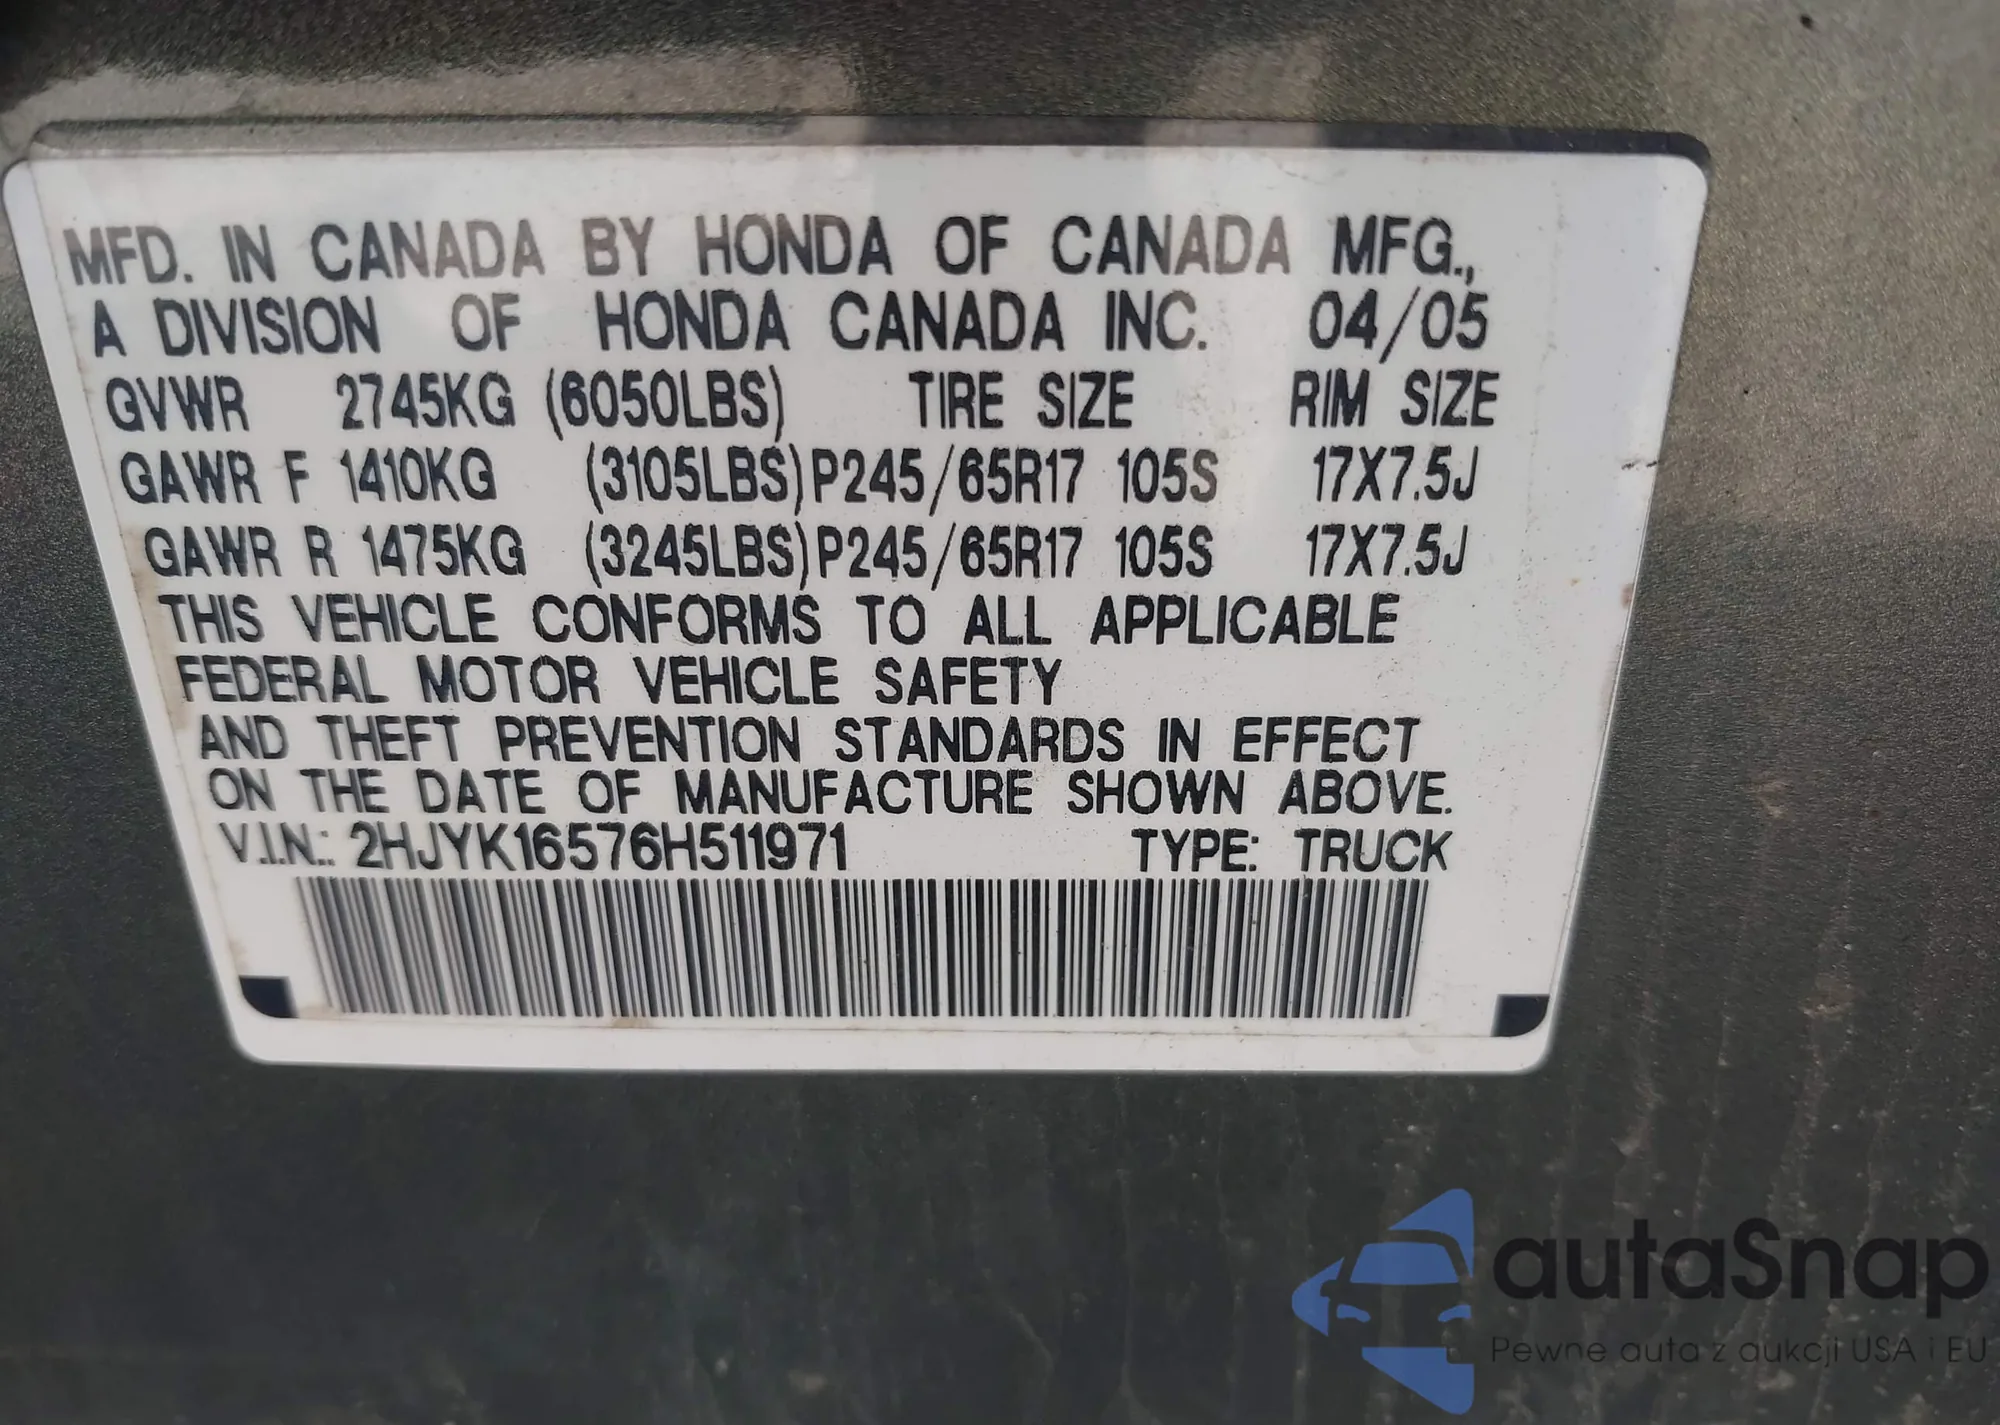 MFD. IN CANADA BY HONDA OF CANADA MFG.,
A DIVISION OF HONDA CANADA INC. 04/05
GVWR 2745KG (6050LBS) TIRE SIZE RIM SIZE
GAWR F 1410KG (3105LBS) P245/65R17 105S 17X7.5J
GAWR R 1475KG (3245LBS) P245/65R17 105S 17X7.5J
THIS VEHICLE CONFORMS TO ALL APPLICABLE
FEDERAL MOTOR VEHICLE SAFETY
AND THEFT PREVENTION STANDARDS IN EFFECT
ON THE DATE OF MANUFACTURE SHOWN ABOVE.
V.I.N.: 2HJYK16576H511971 TYPE: TRUCK
autaSnap
Pewne auta z aukcji USA i EU